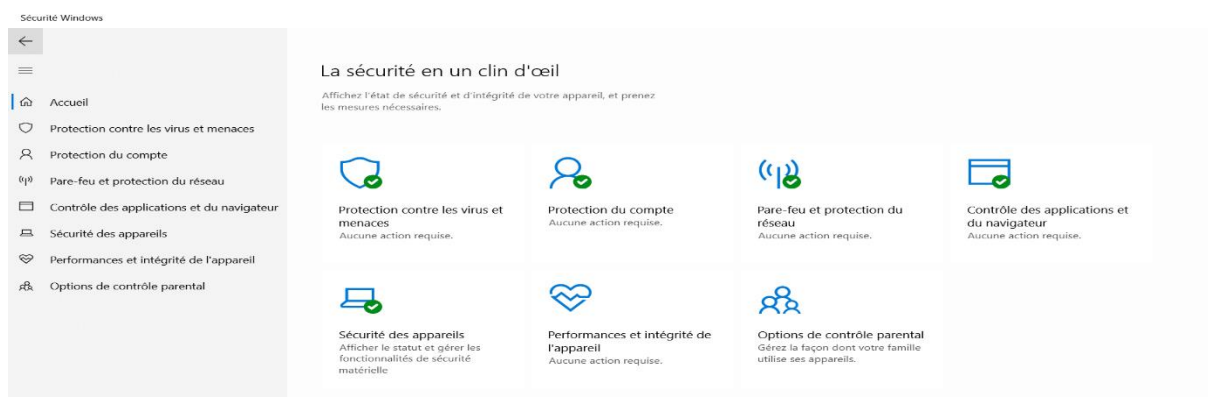 Sécurité Windows
Accueil
Protection contre les virus et menaces
Protection du compte
Pare-feu et protection du réseau
Contrôle des applications et du navigateur
Sécurité des appareils
Performances et intégrité de l'appareil
Options de contrôle parental
La sécurité en un clin d'œil
Affichez l'état de sécurité et d'intégrité de votre appareil, et prenez
les mesures nécessaires.
Protection contre les virus et
menaces
Aucune action requise.
Protection du compte
Aucune action requise.
Pare-feu et protection du
réseau
Aucune action requise.
Contrôle des applications et
du navigateur
Aucune action requise.
Sécurité des appareils
Afficher le statut et gérer les
fonctionnalités de sécurité
matérielle
Performances et intégrité de
l'appareil
Aucune action requise.
Options de contrôle parental
Gérez la façon dont votre famille
utilise ses appareils.